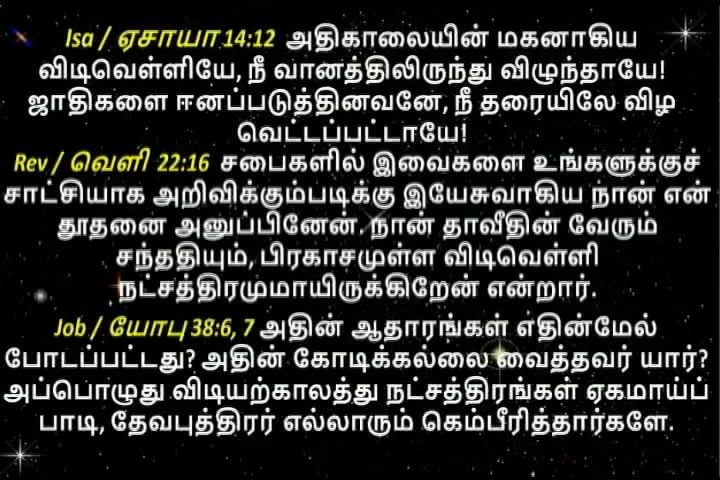 Isa / ஏசாயா 14:12 அதிகாலையின் மகனாகிய
விடிவெள்ளியே, நீ வானத்திலிருந்து விழுந்தாயே!
ஜாதிகளை ஈனப்படுத்தினவனே, நீ தரையிலே விழ
வெட்டப்பட்டாயே!
Rev / வெளி 22:16 சபைகளில் இவைகளை உங்களுக்குச்
சாட்சியாக அறிவிக்கும்படிக்கு இயேசுவாகிய நான் என்
தூதனை அனுப்பினேன். நான் தாவீதின் வேரும்
சந்ததியும், பிரகாசமுள்ள விடிவெள்ளி
நட்சத்திரமுமாயிருக்கிறேன் என்றார்.
Job / யோபு 38:6, 7 அதின் ஆதாரங்கள் எதின்மேல்
போடப்பட்டது? அதின் கோடிக்கல்லை வைத்தவர் யார்?
அப்பொழுது விடியற்காலத்து நட்சத்திரங்கள் ஏகமாய்ப்
பாடி, தேவபுத்திரர் எல்லாரும் கெம்பீரித்தார்களே.